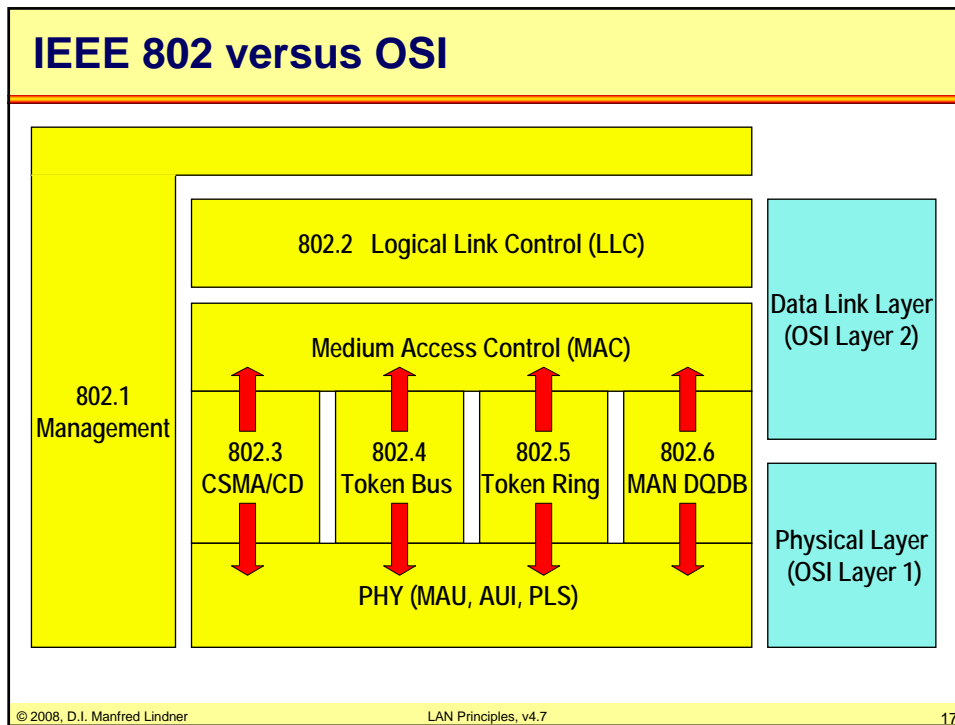 IEEE 802 versus OSI
802.2 Logical Link Control (LLC)
Data Link Layer
(OSI Layer 2)
Medium Access Control (MAC)
802.1
Management
802.3
CSMA/CD
802.4
Token Bus
802.5
Token Ring
802.6
MAN DQDB
Physical Layer
(OSI Layer 1)
PHY (MAU, AUI, PLS)
© 2008, D.I. Manfred Lindner
LAN Principles, v4.7
17